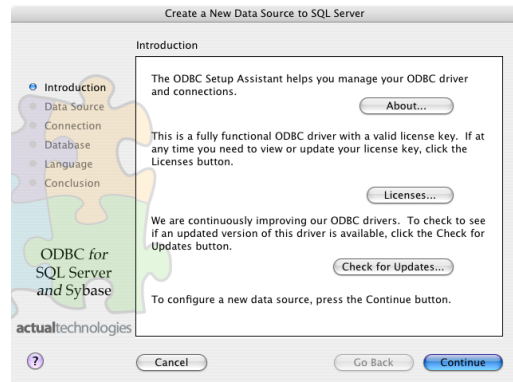 Create a New Data Source to SQL Server
Introduction
Introduction
Data Source
Connection
Database
Language
Conclusion
The ODBC Setup Assistant helps you manage your ODBC driver
and connections.
About...
This is a fully functional ODBC driver with a valid license key. If at
any time you need to view or update your license key, click the
Licenses button.
Licenses...
We are continuously improving our ODBC drivers. To check to see
if an updated version of this driver is available, click the Check for
Updates button.
Check for Updates...
To configure a new data source, press the Continue button.
ODBC for
SQL Server
and Sybase
actualtechnologies
?
Cancel
Go Back
Continue